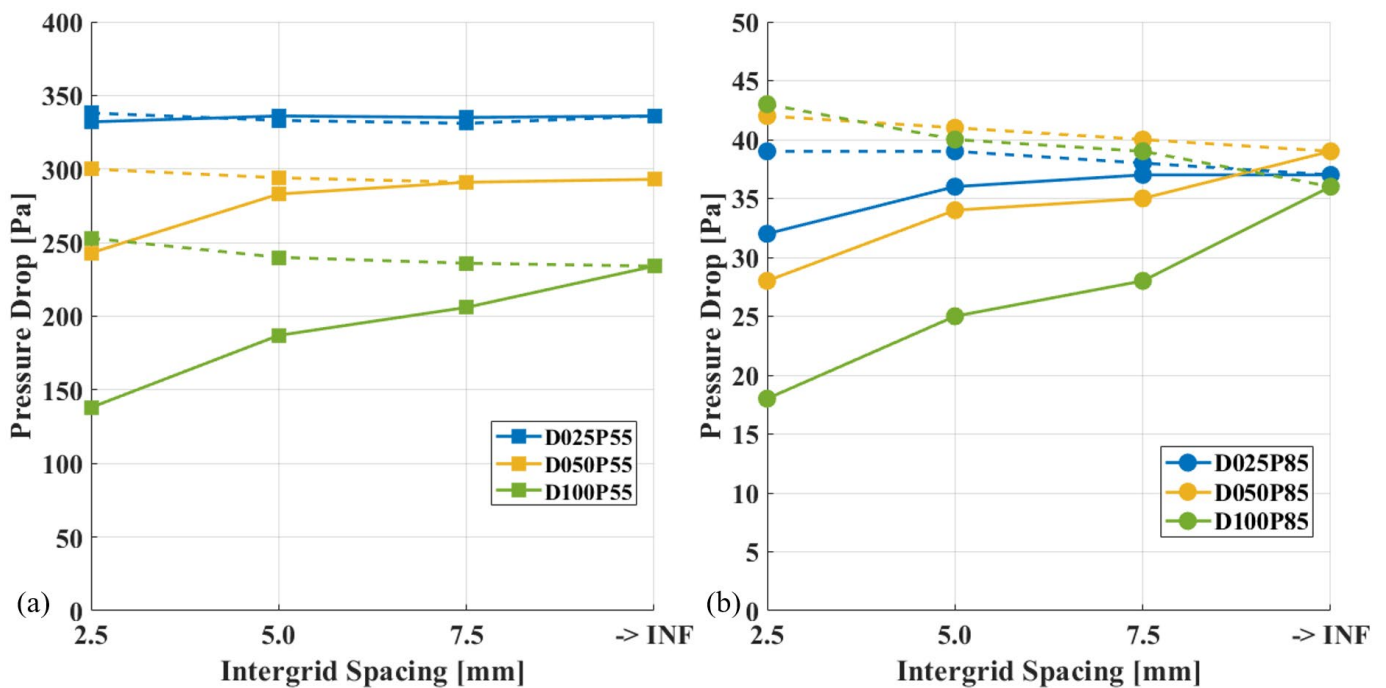 400
350
300
250
200
150
100
50
0
Pressure Drop [Pa]
2.5 5.0 7.5 -> INF
Intergrid Spacing [mm]
D025P55
D050P55
D100P55
(a)
50
45
40
35
30
25
20
15
10
5
0
Pressure Drop [Pa]
2.5 5.0 7.5 -> INF
Intergrid Spacing [mm]
D025P85
D050P85
D100P85
(b)